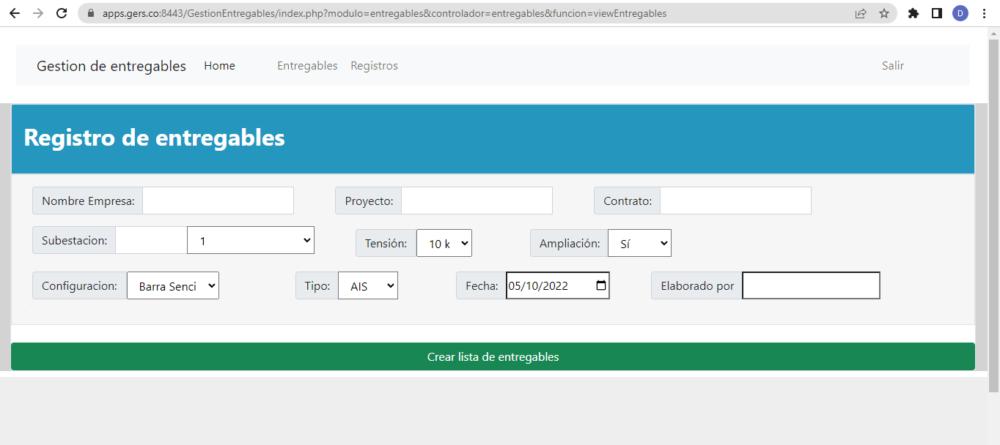 apps.gers.co:8443/GestionEntregables/index.php?modulo=entregables&controlador=entregables&funcion=viewEntregables
D
Gestion de entregables Home Entregables Registros Salir
Registro de entregables
Nombre Empresa: Proyecto: Contrato:
Subestacion: 1 Tensión: 10 k Ampliación: Sí
Configuracion: Barra Senci Tipo: AIS Fecha: 05/10/2022 Elaborado por
Crear lista de entregables